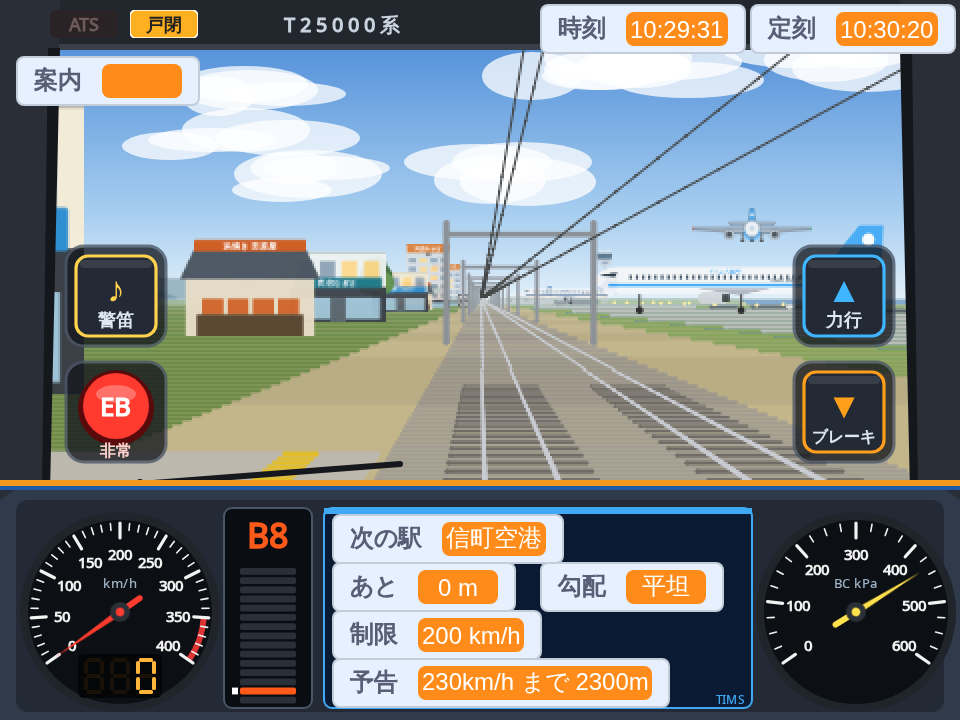 ATS
戸閉
T25000系
時刻 10:29:31
定刻 10:30:20
案内
♪
警笛
EB
非常
▲
力行
▼
ブレーキ
0 50 100 150 200 250 300 350 400
km/h
0
B8
次の駅 信町空港
あと 0 m
勾配 平坦
制限 200 km/h
予告 230km/h まで 2300m
TIMS
0 100 200 300 400 500 600
BC kPa